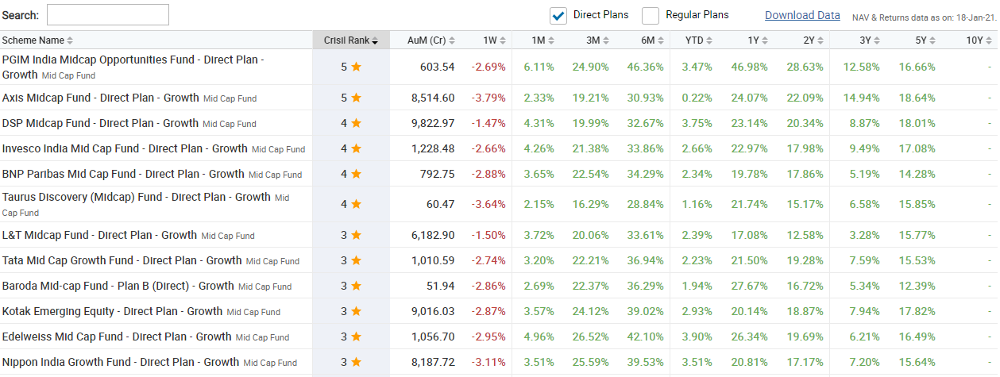 Search: Direct Plans Regular Plans Download Data NAV & Returns data as on: 18-Jan-21.
Scheme Name Crisil Rank AuM (Cr) 1W 1M 3M 6M YTD 1Y 2Y 3Y 5Y 10Y
PGIM India Midcap Opportunities Fund - Direct Plan -
Growth Mid Cap Fund 5 603.54 -2.69% 6.11% 24.90% 46.36% 3.47% 46.98% 28.63% 12.58% 16.66% -
Axis Midcap Fund - Direct Plan - Growth Mid Cap Fund 5 8,514.60 -3.79% 2.33% 19.21% 30.93% 0.22% 24.07% 22.09% 14.94% 18.64% -
DSP Midcap Fund - Direct Plan - Growth Mid Cap Fund 4 9,822.97 -1.47% 4.31% 19.99% 32.67% 3.75% 23.14% 20.34% 8.87% 18.01% -
Invesco India Mid Cap Fund - Direct Plan - Growth Mid Cap Fund 4 1,228.48 -2.66% 4.26% 21.38% 33.86% 2.66% 22.97% 17.98% 9.49% 17.08% -
BNP Paribas Mid Cap Fund - Direct Plan - Growth Mid Cap Fund 4 792.75 -2.88% 3.65% 22.54% 34.29% 2.34% 19.78% 17.86% 5.19% 14.28% -
Taurus Discovery (Midcap) Fund - Direct Plan - Growth Mid
Cap Fund 4 60.47 -3.64% 2.15% 16.29% 28.84% 1.16% 21.74% 15.17% 6.58% 15.85% -
L&T Midcap Fund - Direct Plan - Growth Mid Cap Fund 3 6,182.90 -1.50% 3.72% 20.06% 33.61% 2.39% 17.08% 12.58% 3.28% 15.77% -
Tata Mid Cap Growth Fund - Direct Plan - Growth Mid Cap Fund 3 1,010.59 -2.74% 3.20% 22.21% 36.94% 2.23% 21.50% 19.28% 7.59% 15.53% -
Baroda Mid-cap Fund - Plan B (Direct) - Growth Mid Cap Fund 3 51.94 -2.86% 2.69% 22.37% 36.29% 1.94% 27.67% 16.72% 5.34% 12.39% -
Kotak Emerging Equity - Direct Plan - Growth Mid Cap Fund 3 9,016.03 -2.87% 3.57% 24.12% 39.02% 2.93% 20.14% 18.87% 7.94% 17.82% -
Edelweiss Mid Cap Fund - Direct Plan - Growth Mid Cap Fund 3 1,056.70 -2.95% 4.96% 26.52% 42.10% 3.90% 26.34% 19.69% 6.21% 16.49% -
Nippon India Growth Fund - Direct Plan - Growth Mid Cap Fund 3 8,187.72 -3.11% 3.51% 25.59% 39.53% 3.51% 20.81% 17.17% 7.20% 15.64% -